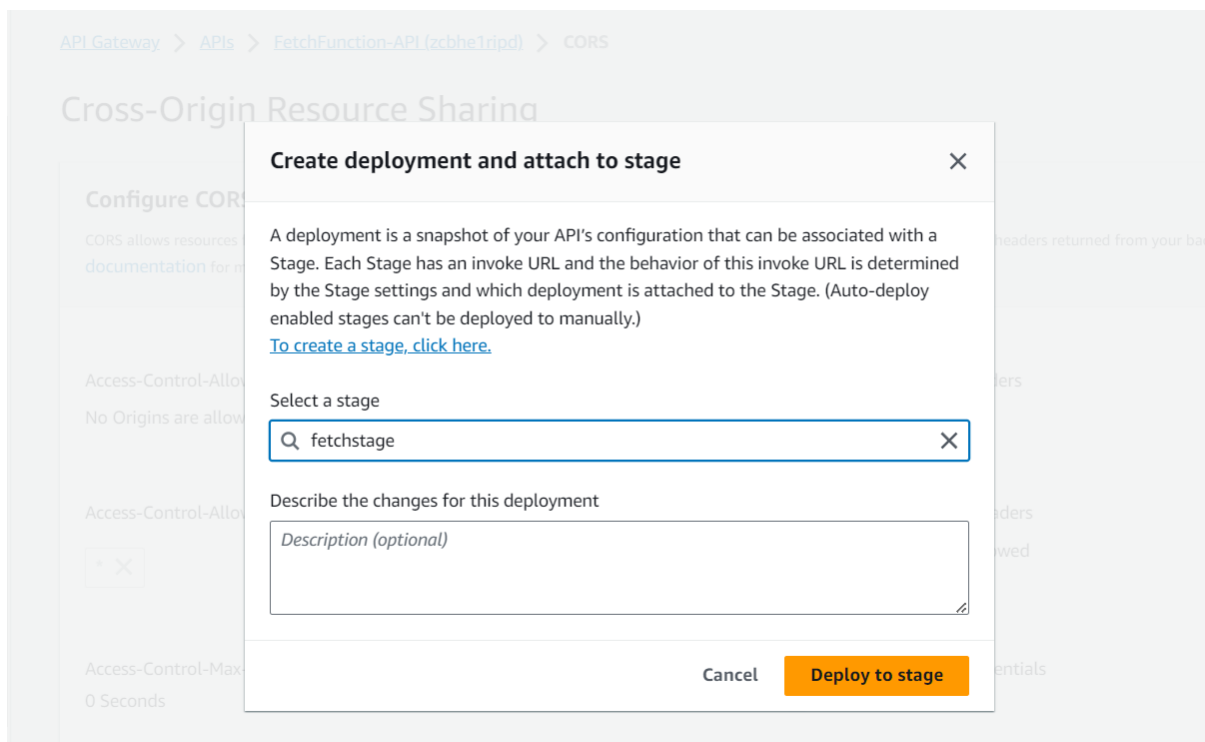 API Gateway > APIs > FetchFunction-API (zcbhe1ripd) > CORS
Cross-Origin Resource Sharing
Create deployment and attach to stage
Configure CORS
A deployment is a snapshot of your API's configuration that can be associated with a
CORS allows resources
headers returned from your
Stage. Each Stage has an invoke URL and the behavior of this invoke URL is determined
documentation for
by the Stage settings and which deployment is attached to the Stage. (Auto-deploy
enabled stages can't be deployed to manually.)
To create a stage, click here.
Access-Control-Allow
Select a stage
No Origins are allow
fetchstage
Describe the changes for this deployment
Access-Control-Allow
Description (optional)
*
Access-Control-Max-
Cancel
Deploy to stage
0 Seconds